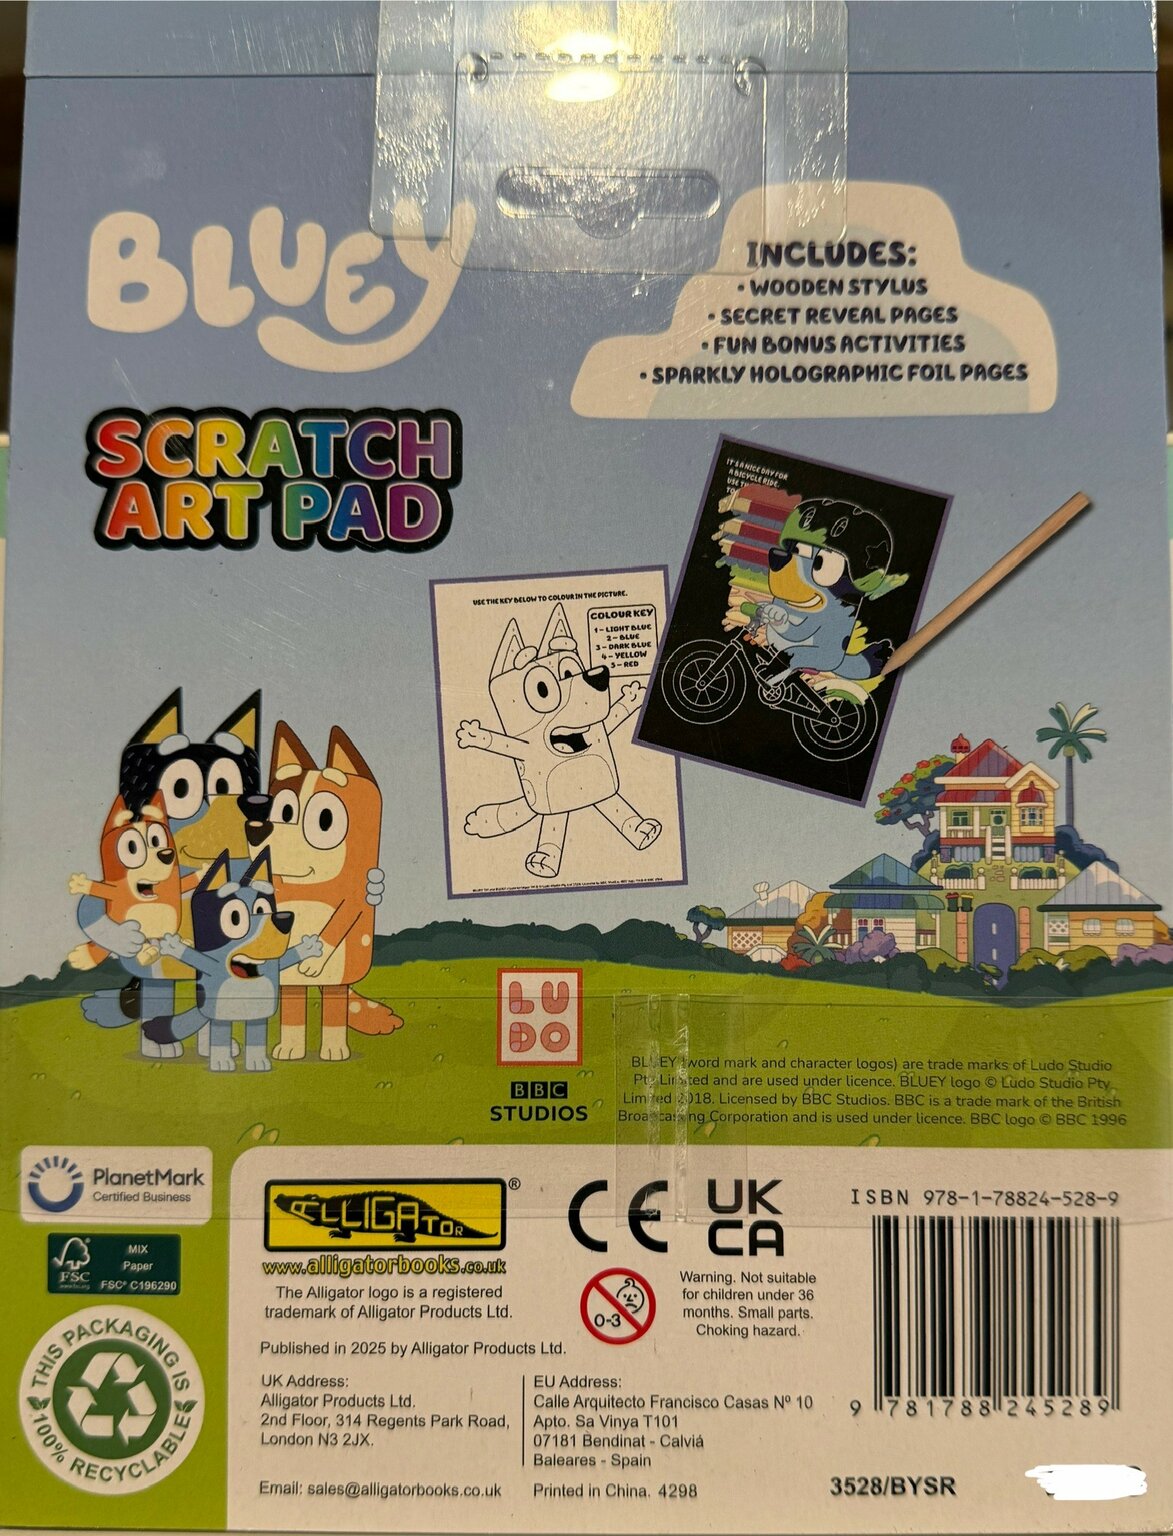 BLUEY
INCLUDES:
• WOODEN STYLUS
• SECRET REVEAL PAGES
• FUN BONUS ACTIVITIES
• SPARKLY HOLOGRAPHIC FOIL PAGES
SCRATCH
ART PAD
IT'S A NICE DAY FOR
A BICYCLE RIDE.
USE
USE THE KEY BELOW TO COLOUR IN THE PICTURE.
COLOUR KEY
1 – LIGHT BLUE
2 – BLUE
3 – DARK BLUE
4 – YELLOW
5 – RED
LUDO
BBC
STUDIOS
BLUEY (word mark and character logos) are trade marks of Ludo Studio
Pty Limited and are used under licence. BLUEY logo © Ludo Studio Pty
Limited 2018. Licensed by BBC Studios. BBC is a trade mark of the British
Broadcasting Corporation and is used under licence. BBC logo © BBC 1996
PlanetMark
Certified Business
FSC
MIX
Paper
FSC® C196290
THIS PACKAGING IS
100% RECYCLABLE
ALLIGATOR®
www.alligatorbooks.co.uk
The Alligator logo is a registered
trademark of Alligator Products Ltd.
Published in 2025 by Alligator Products Ltd.
UK Address:
Alligator Products Ltd.
2nd Floor, 314 Regents Park Road,
London N3 2JX.
Email: sales@alligatorbooks.co.uk
EU Address:
Calle Arquitecto Francisco Casas Nº 10
Apto. Sa Vinya T101
07181 Bendinat - Calviá
Baleares - Spain
Printed in China. 4298
CE
UK
CA
0-3
Warning. Not suitable
for children under 36
months. Small parts.
Choking hazard.
ISBN 978-1-78824-528-9
9 781788 245289
3528/BYSR